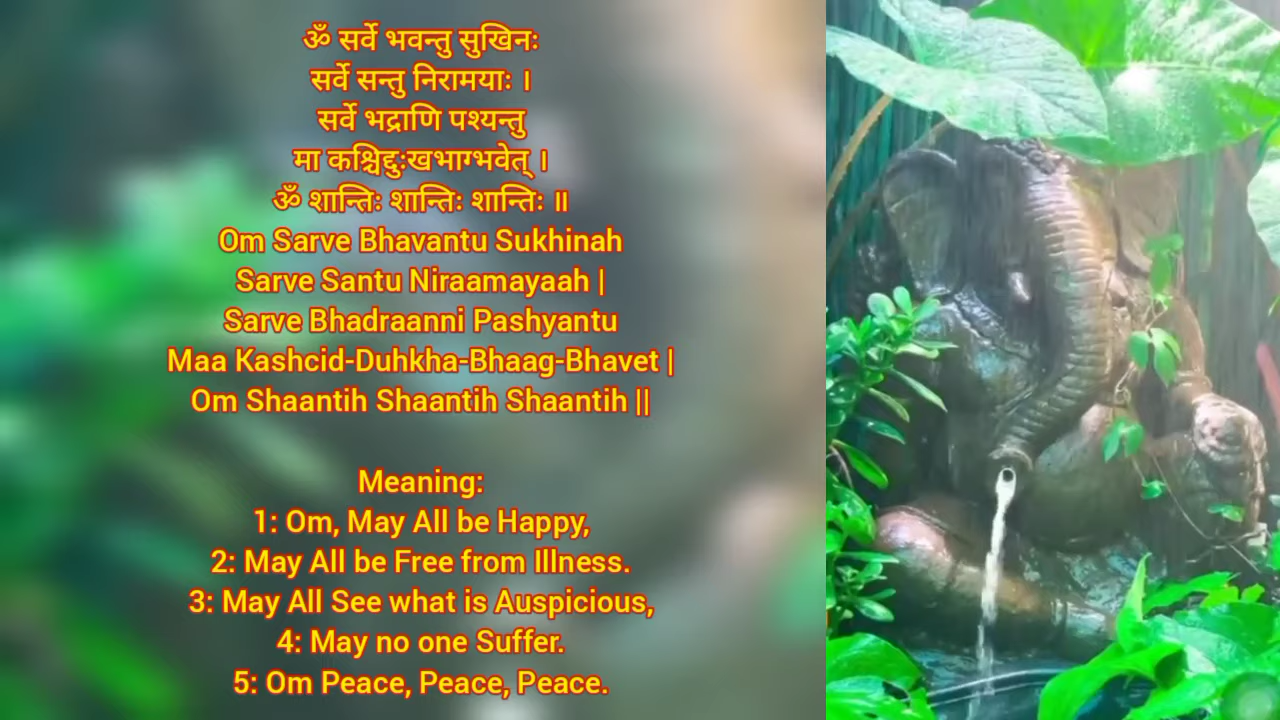 ॐ सर्वे भवन्तु सुखिनः
सर्वे सन्तु निरामयाः ।
सर्वे भद्राणि पश्यन्तु
मा कश्चिद्दुःखभाग्भवेत् ।
ॐ शान्तिः शान्तिः शान्तिः ॥
Om Sarve Bhavantu Sukhinah
Sarve Santu Niraamayaah |
Sarve Bhadraanni Pashyantu
Maa Kashcid-Duhkha-Bhaag-Bhavet |
Om Shaantih Shaantih Shaantih ||
Meaning:
1: Om, May All be Happy,
2: May All be Free from Illness.
3: May All See what is Auspicious,
4: May no one Suffer.
5: Om Peace, Peace, Peace.